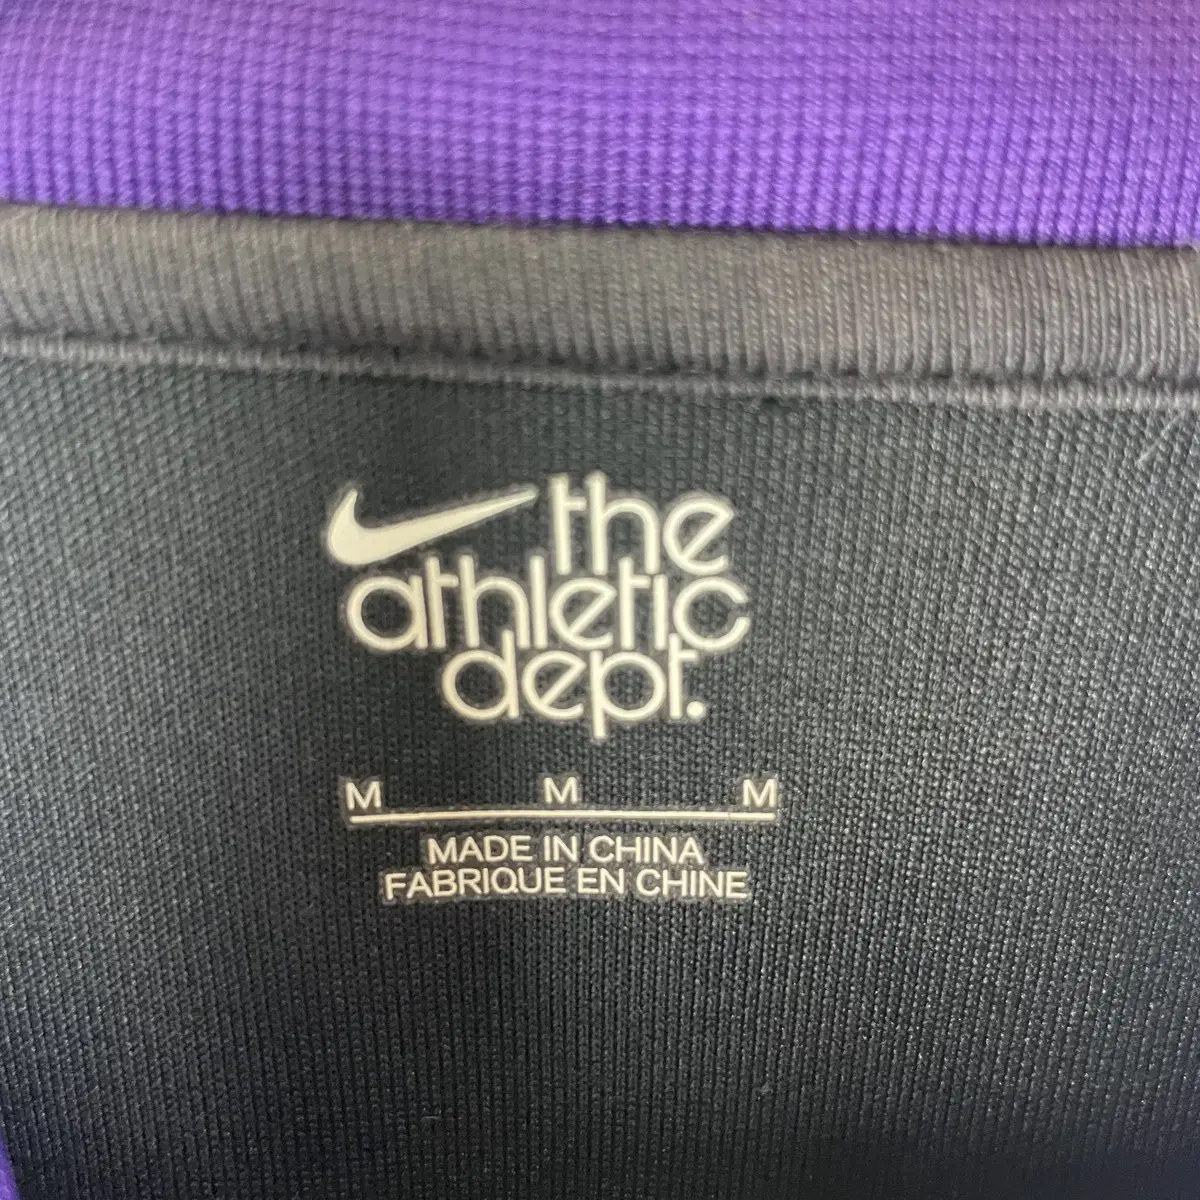 the
athletic
dept.
M M M
MADE IN CHINA
FABRIQUE EN CHINE